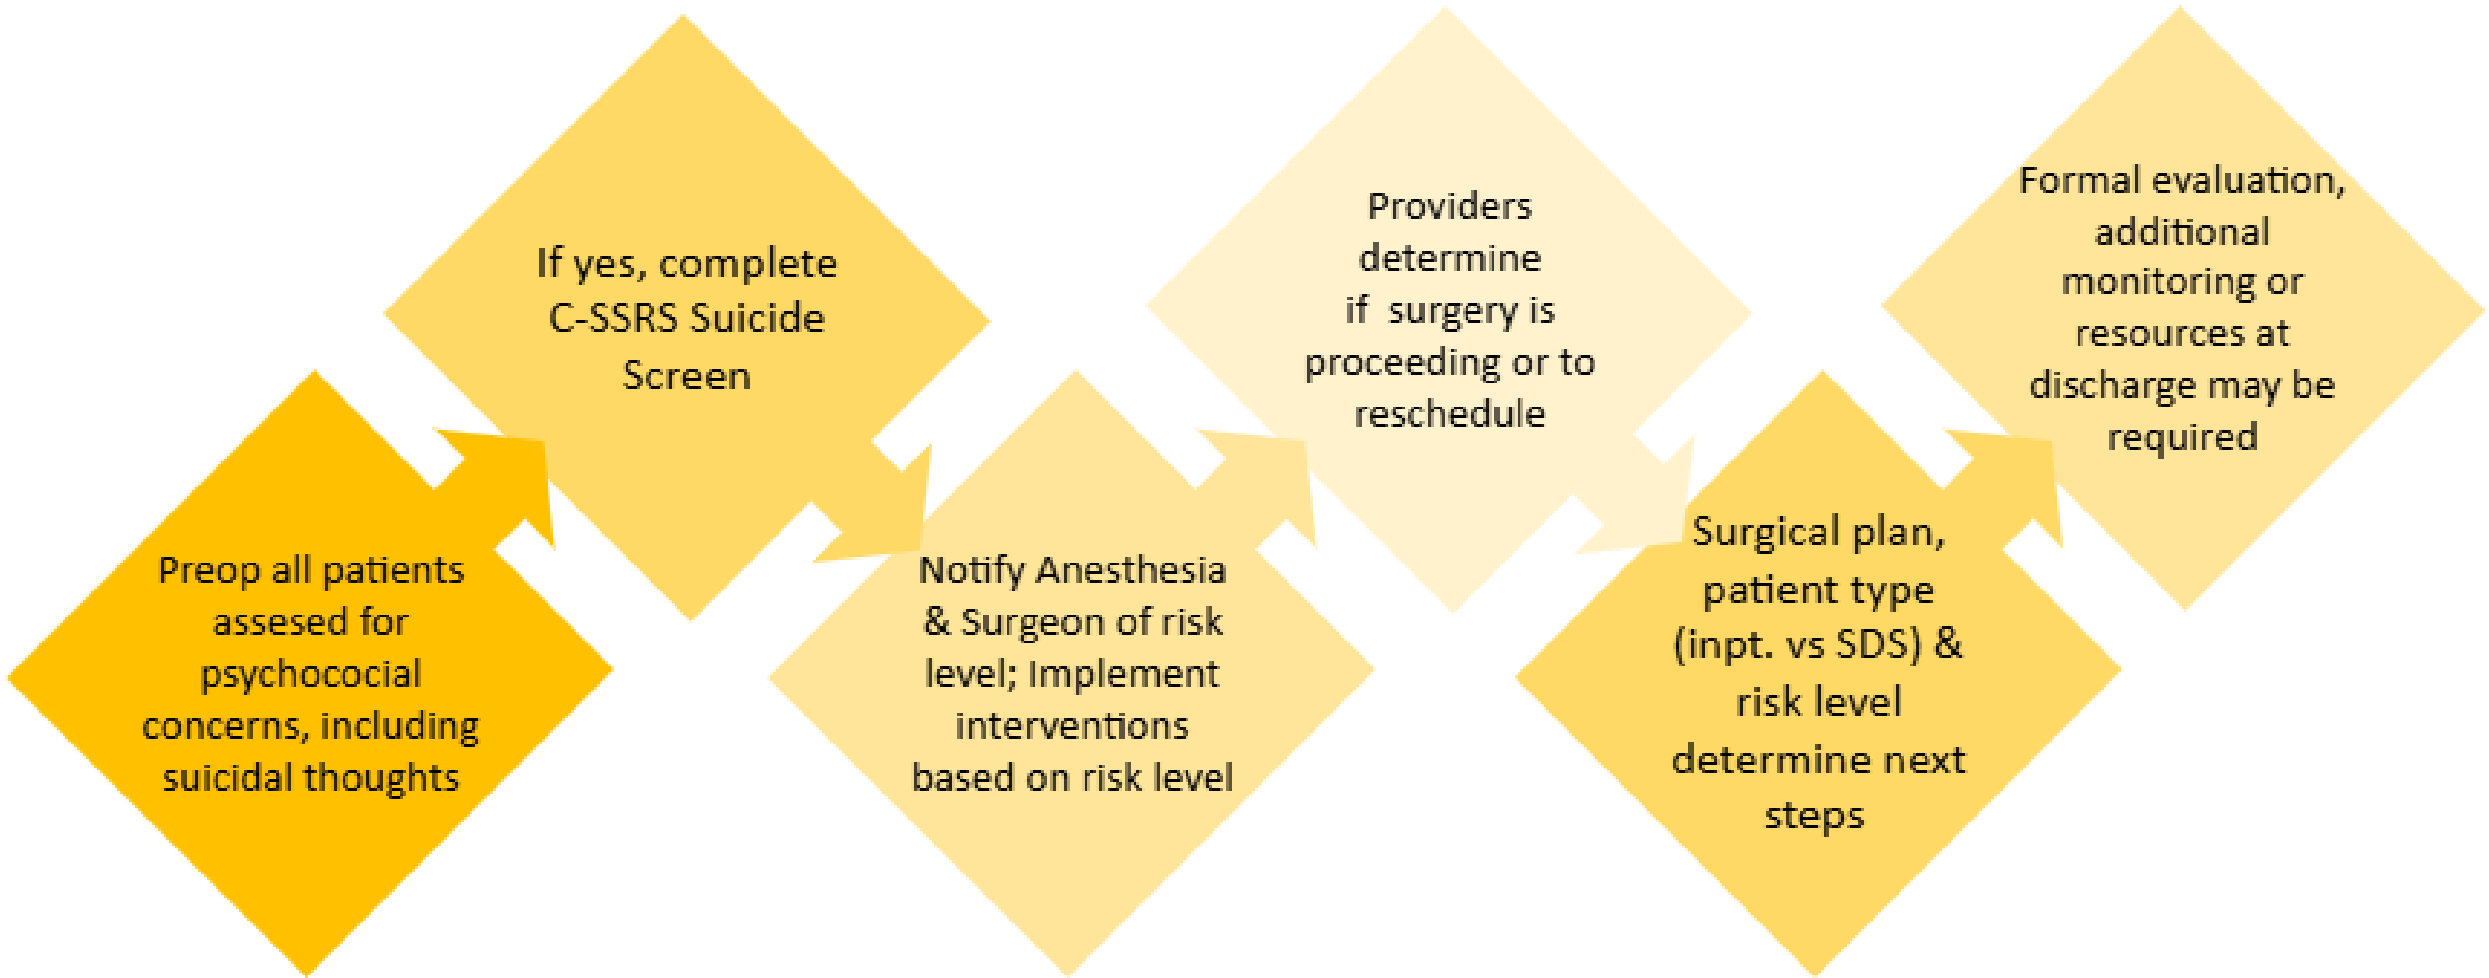 Preop all patients
assesed for
psychococial
concerns, including
suicidal thoughts
If yes, complete
C-SSRS Suicide
Screen
Notify Anesthesia
& Surgeon of risk
level; Implement
interventions
based on risk level
Providers
determine
if surgery is
proceeding or to
reschedule
Surgical plan,
patient type
(inpt. vs SDS) &
risk level
determine next
steps
Formal evaluation,
additional
monitoring or
resources at
discharge may be
required